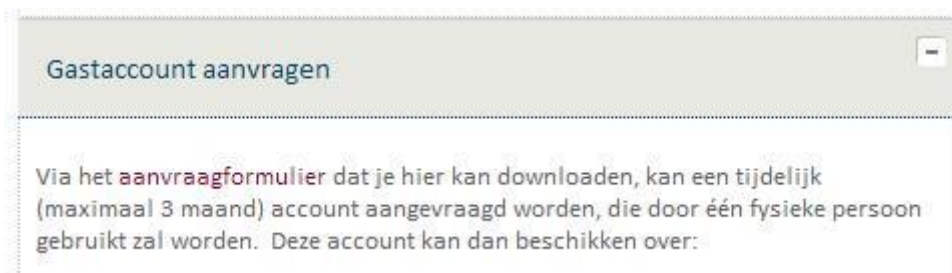 Gastaccount aanvragen
Via het aanvraagformulier dat je hier kan downloaden, kan een tijdelijk
(maximaal 3 maand) account aangevraagd worden, die door één fysieke persoon
gebruikt zal worden.  Deze account kan dan beschikken over: